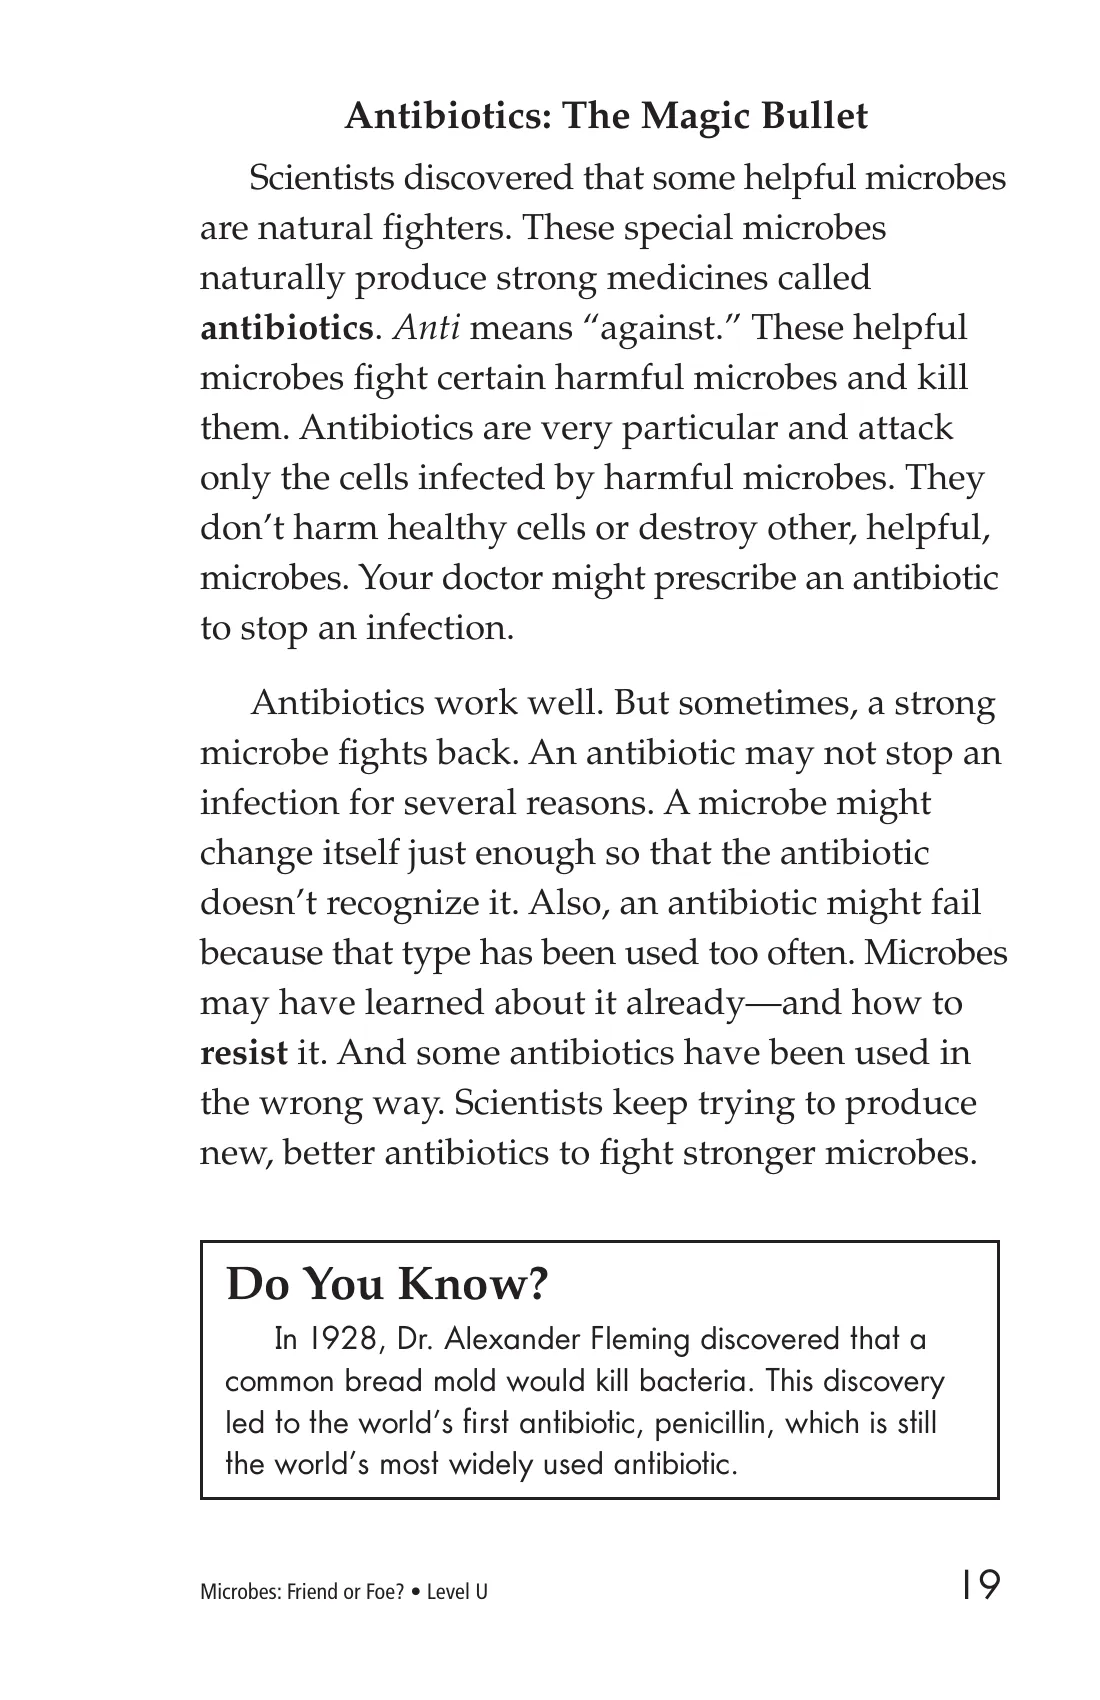 Antibiotics: The Magic Bullet
Scientists discovered that some helpful microbes
are natural fighters. These special microbes
naturally produce strong medicines called
antibiotics. Anti means “against.” These helpful
microbes fight certain harmful microbes and kill
them. Antibiotics are very particular and attack
only the cells infected by harmful microbes. They
don’t harm healthy cells or destroy other, helpful,
microbes. Your doctor might prescribe an antibiotic
to stop an infection.
Antibiotics work well. But sometimes, a strong
microbe fights back. An antibiotic may not stop an
infection for several reasons. A microbe might
change itself just enough so that the antibiotic
doesn’t recognize it. Also, an antibiotic might fail
because that type has been used too often. Microbes
may have learned about it already—and how to
resist it. And some antibiotics have been used in
the wrong way. Scientists keep trying to produce
new, better antibiotics to fight stronger microbes.
Do You Know?
In 1928, Dr. Alexander Fleming discovered that a
common bread mold would kill bacteria. This discovery
led to the world’s first antibiotic, penicillin, which is still
the world’s most widely used antibiotic.
Microbes: Friend or Foe? • Level U 19